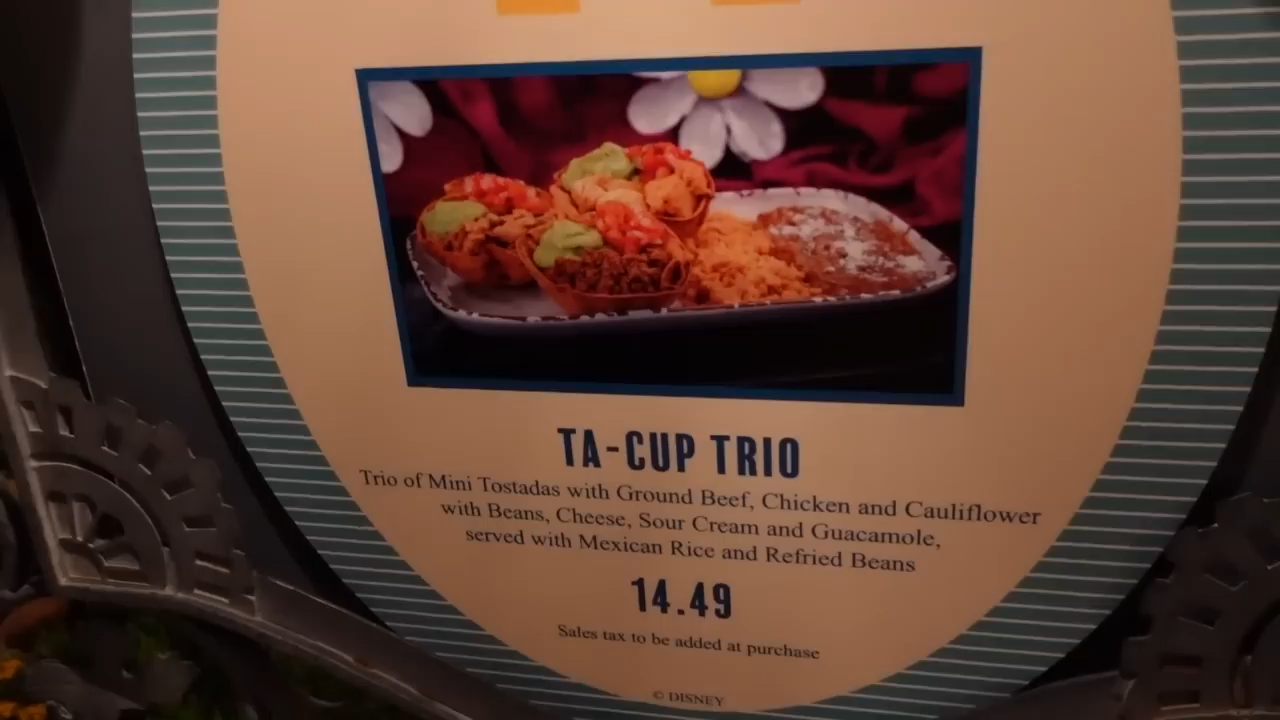 TA-CUP TRIO
Trio of Mini Tostadas with Ground Beef, Chicken and Cauliflower
with Beans, Cheese, Sour Cream and Guacamole,
served with Mexican Rice and Refried Beans
14.49
Sales tax to be added at purchase
© DISNEY